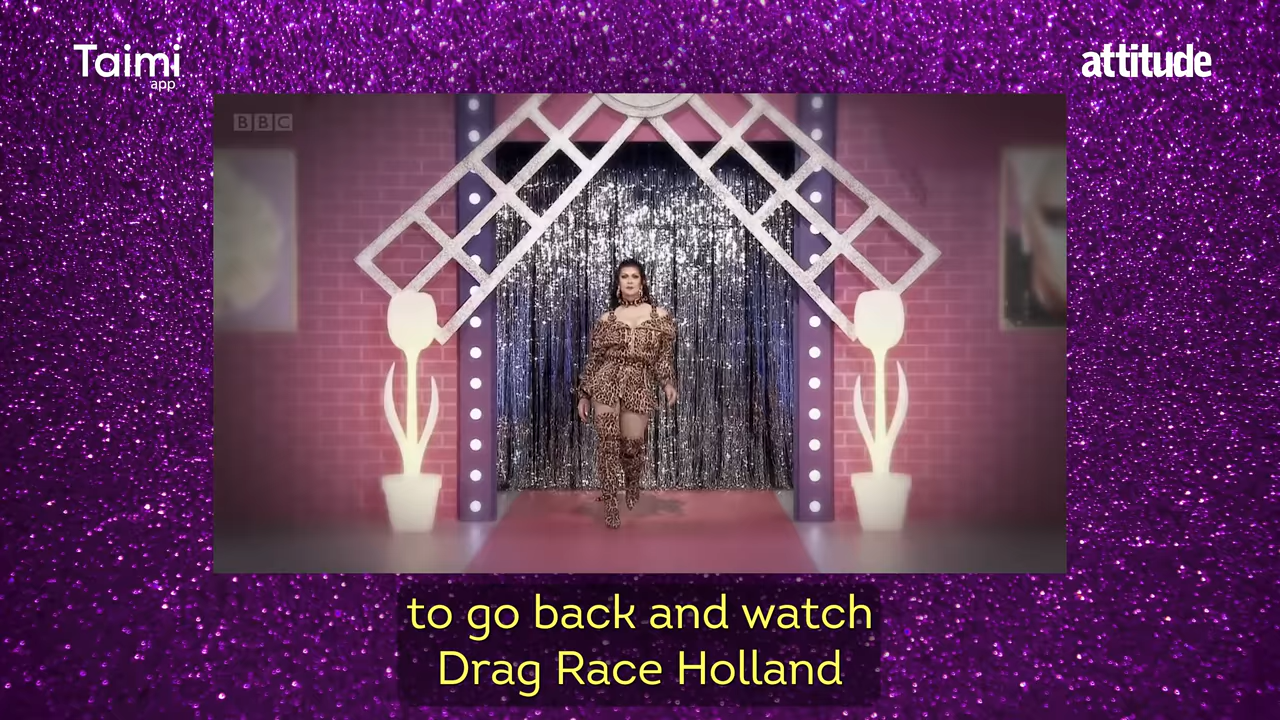 Taimi
app
attitude
BBC
to go back and watch
Drag Race Holland